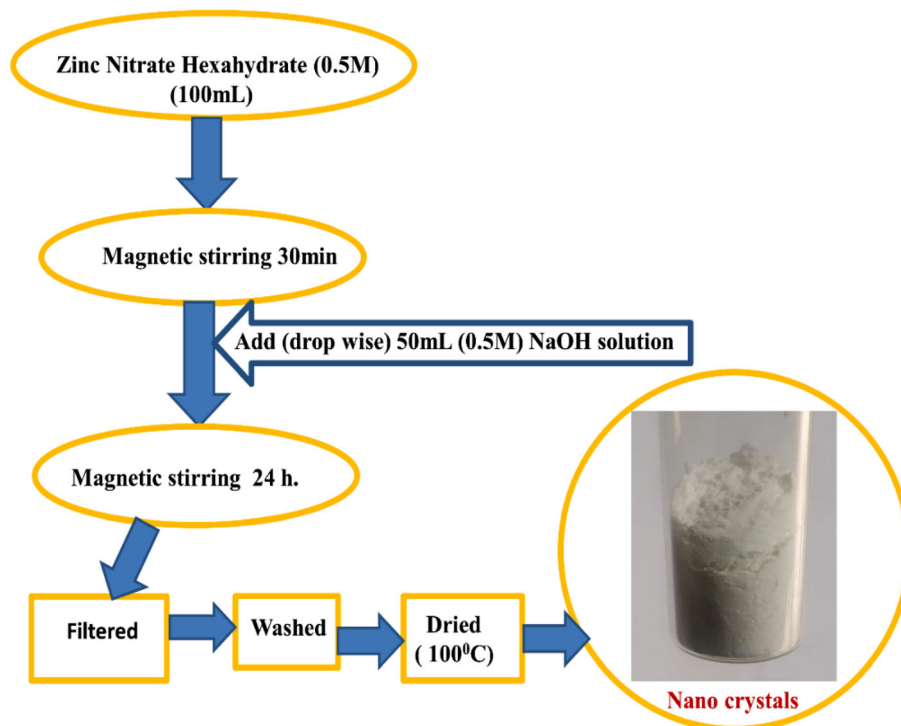 Zinc Nitrate Hexahydrate (0.5M)
(100mL)
Magnetic stirring 30min
Add (drop wise) 50mL (0.5M) NaOH solution
Magnetic stirring 24 h.
Filtered
Washed
Dried
( 100⁰C)
Nano crystals